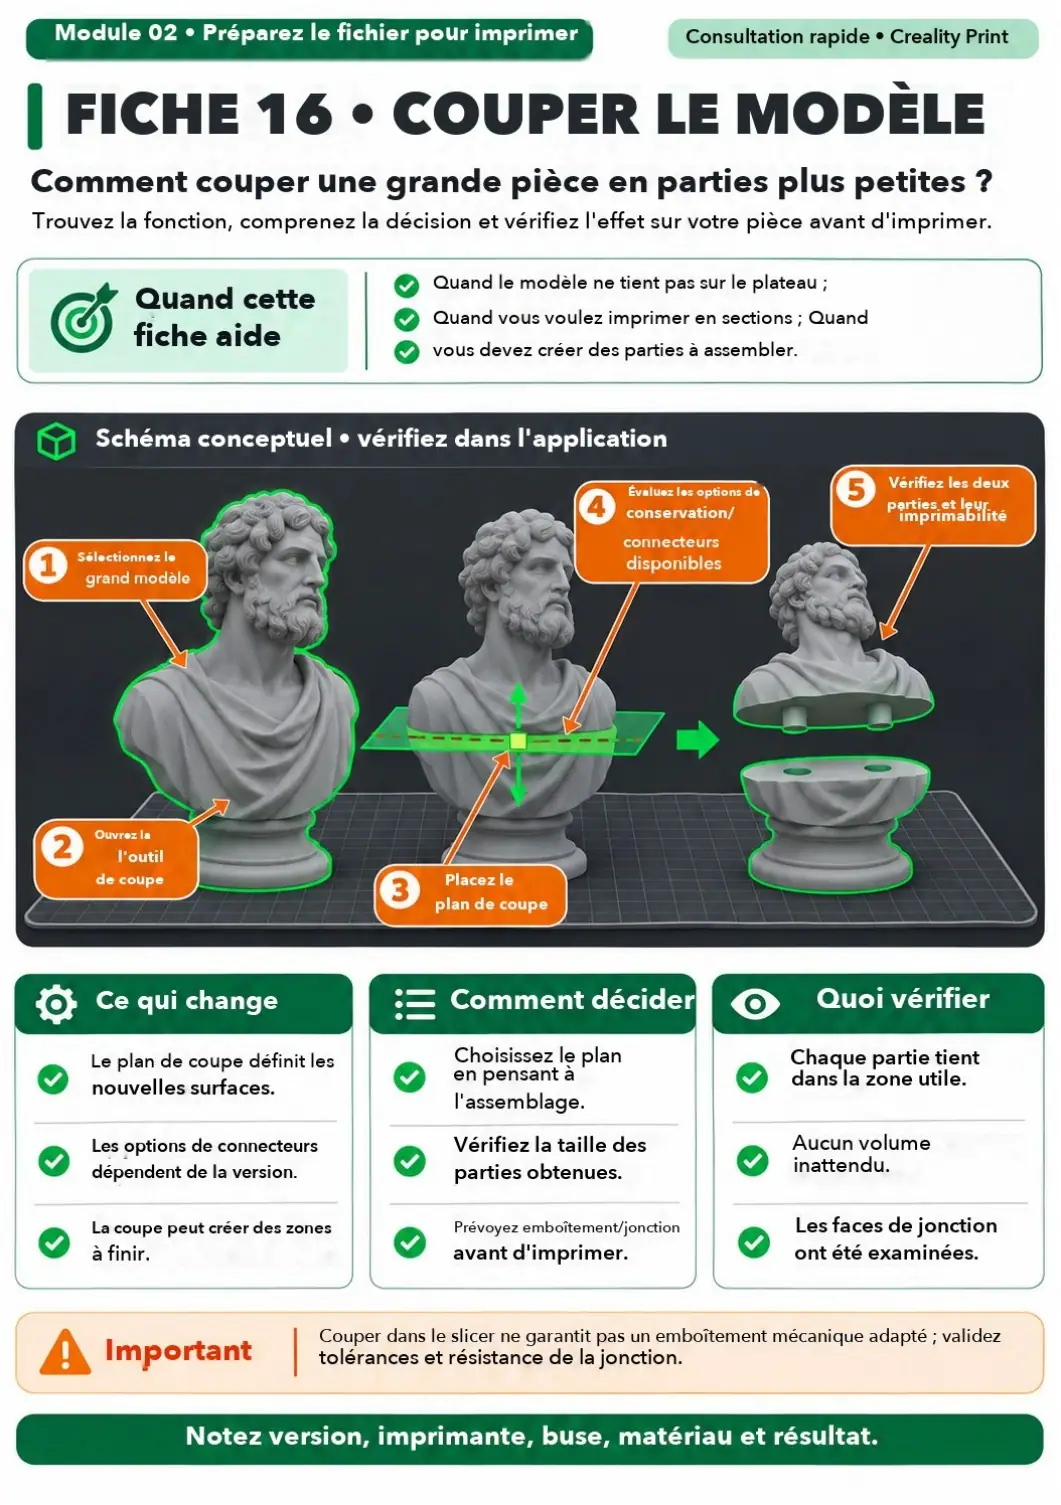 Module 02 • Préparez le fichier pour imprimer
Consultation rapide • Creality Print
FICHE 16 • COUPER LE MODÈLE
Comment couper une grande pièce en parties plus petites ?
Trouvez la fonction, comprenez la décision et vérifiez l'effet sur votre pièce avant d'imprimer.
Quand cette
fiche aide
Quand le modèle ne tient pas sur le plateau ;
Quand vous voulez imprimer en sections ; Quand
vous devez créer des parties à assembler.
Schéma conceptuel • vérifiez dans l'application
1
Sélectionnez le
grand modèle
2
Ouvrez la
l'outil
de coupe
3
Placez le
plan de coupe
4
Évaluez les options de
conservation/
connecteurs
disponibles
5
Vérifiez les deux
parties et leur
imprimabilité
Ce qui change
Le plan de coupe définit les
nouvelles surfaces.
Les options de connecteurs
dépendent de la version.
La coupe peut créer des zones
à finir.
Comment décider
Choisissez le plan
en pensant à
l'assemblage.
Vérifiez la taille des
parties obtenues.
Prévoyez emboîtement/jonction
avant d'imprimer.
Quoi vérifier
Chaque partie tient
dans la zone utile.
Aucun volume
inattendu.
Les faces de jonction
ont été examinées.
Important
Couper dans le slicer ne garantit pas un emboîtement mécanique adapté ; validez
tolérances et résistance de la jonction.
Notez version, imprimante, buse, matériau et résultat.